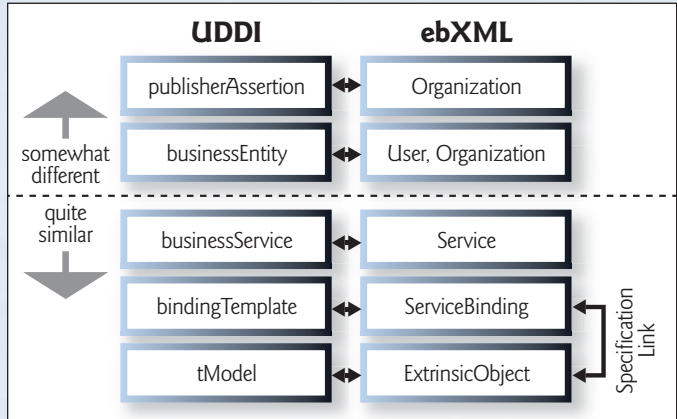 UDDI ebXML
publisherAssertion Organization
somewhat
different
businessEntity User, Organization
quite
similar
businessService Service
bindingTemplate ServiceBinding
tModel ExtrinsicObject
Specification
Link